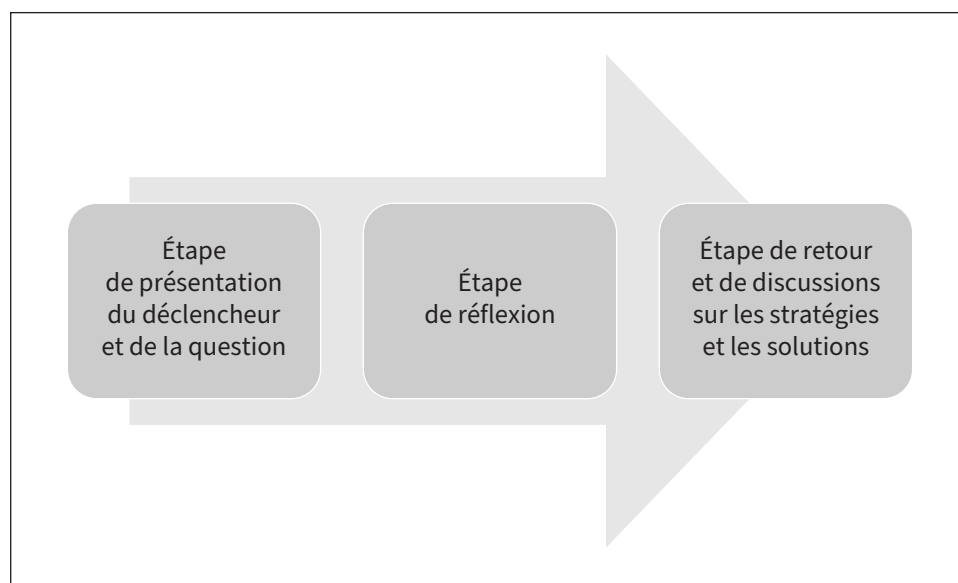 Étape
de présentation
du déclencheur
et de la question
Étape
de réflexion
Étape de retour
et de discussions
sur les stratégies
et les solutions